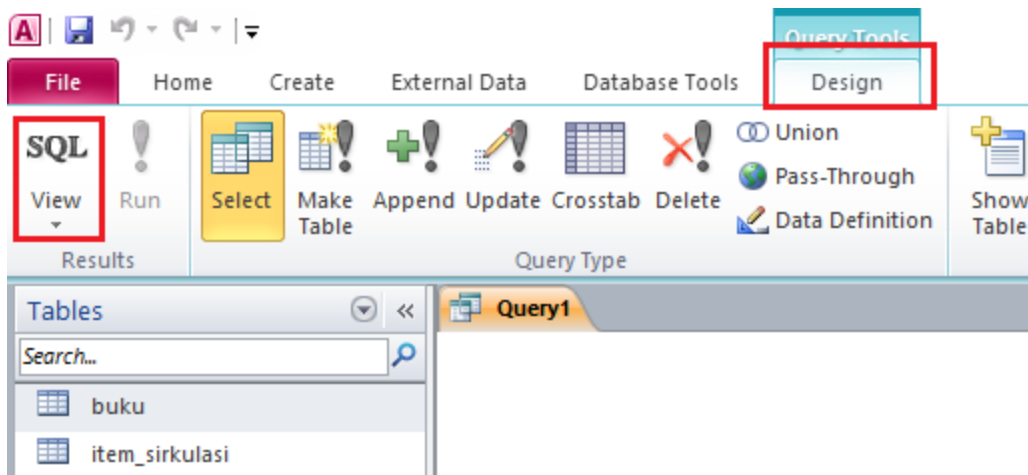 A
Query Tools
File Home Create External Data Database Tools Design
SQL
View
Run
Select
Make
Table
Append
Update
Crosstab
Delete
Union
Pass-Through
Data Definition
Show
Table
Results
Query Type
Tables
Query1
Search...
buku
item_sirkulasi